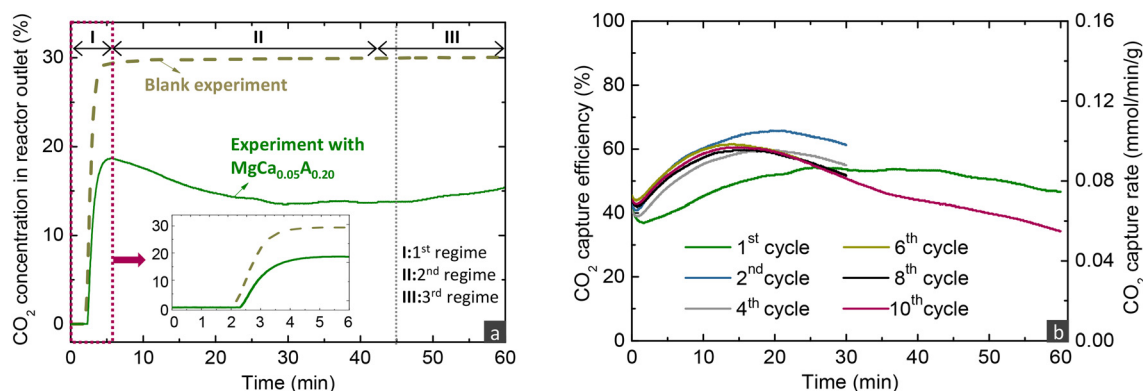 CO2 concentration in reactor outlet (%)
30
20
10
0
I
II
III
Blank experiment
Experiment with
MgCa0.05A0.20
30
20
10
0
0 1 2 3 4 5 6
I:1st regime
II:2nd regime
III:3rd regime
a
0 10 20 30 40 50 60
Time (min)
CO2 capture efficiency (%)
100
80
60
40
20
0
1st cycle
2nd cycle
4th cycle
6th cycle
8th cycle
10th cycle
b
0 10 20 30 40 50 60
Time (min)
0.16
0.12
0.08
0.04
0.00
CO2 capture rate (mmol/min/g)